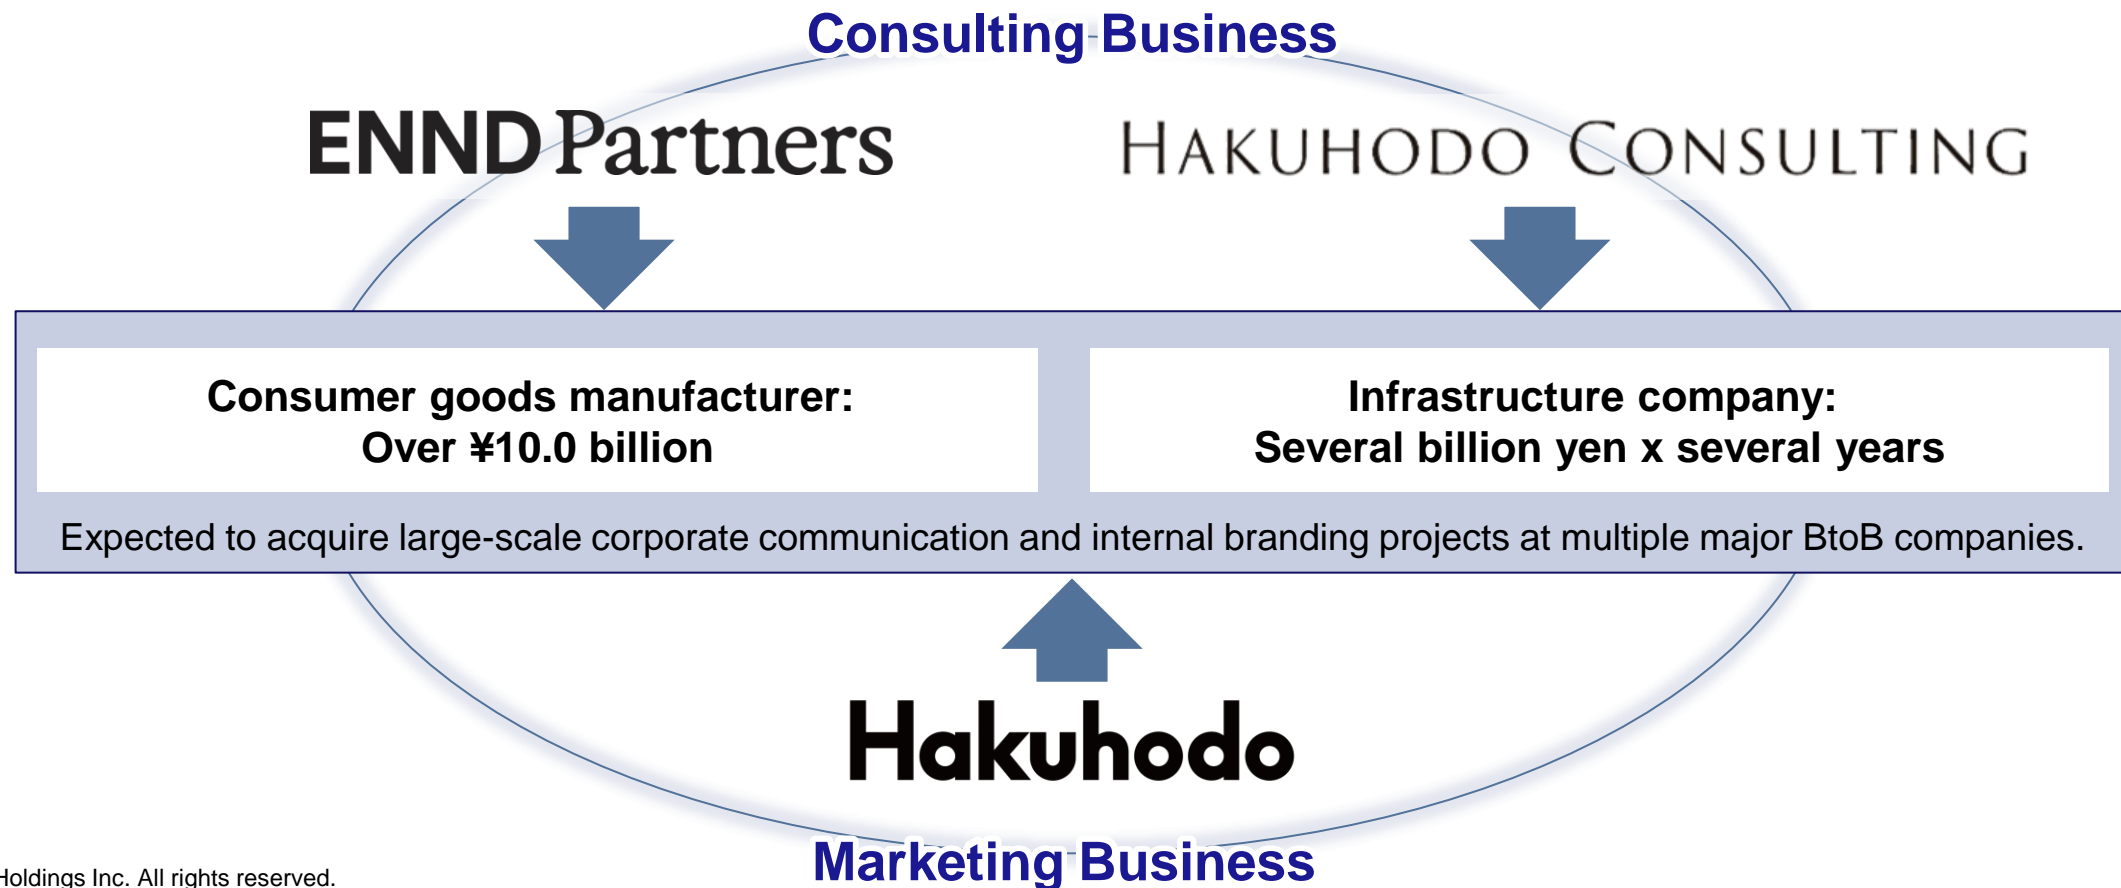 Consulting Business
ENND Partners
HAKUHODO CONSULTING
Consumer goods manufacturer:
Over ¥10.0 billion
Infrastructure company:
Several billion yen x several years
Expected to acquire large-scale corporate communication and internal branding projects at multiple major BtoB companies.
Hakuhodo
Marketing Business
Holdings Inc. All rights reserved.